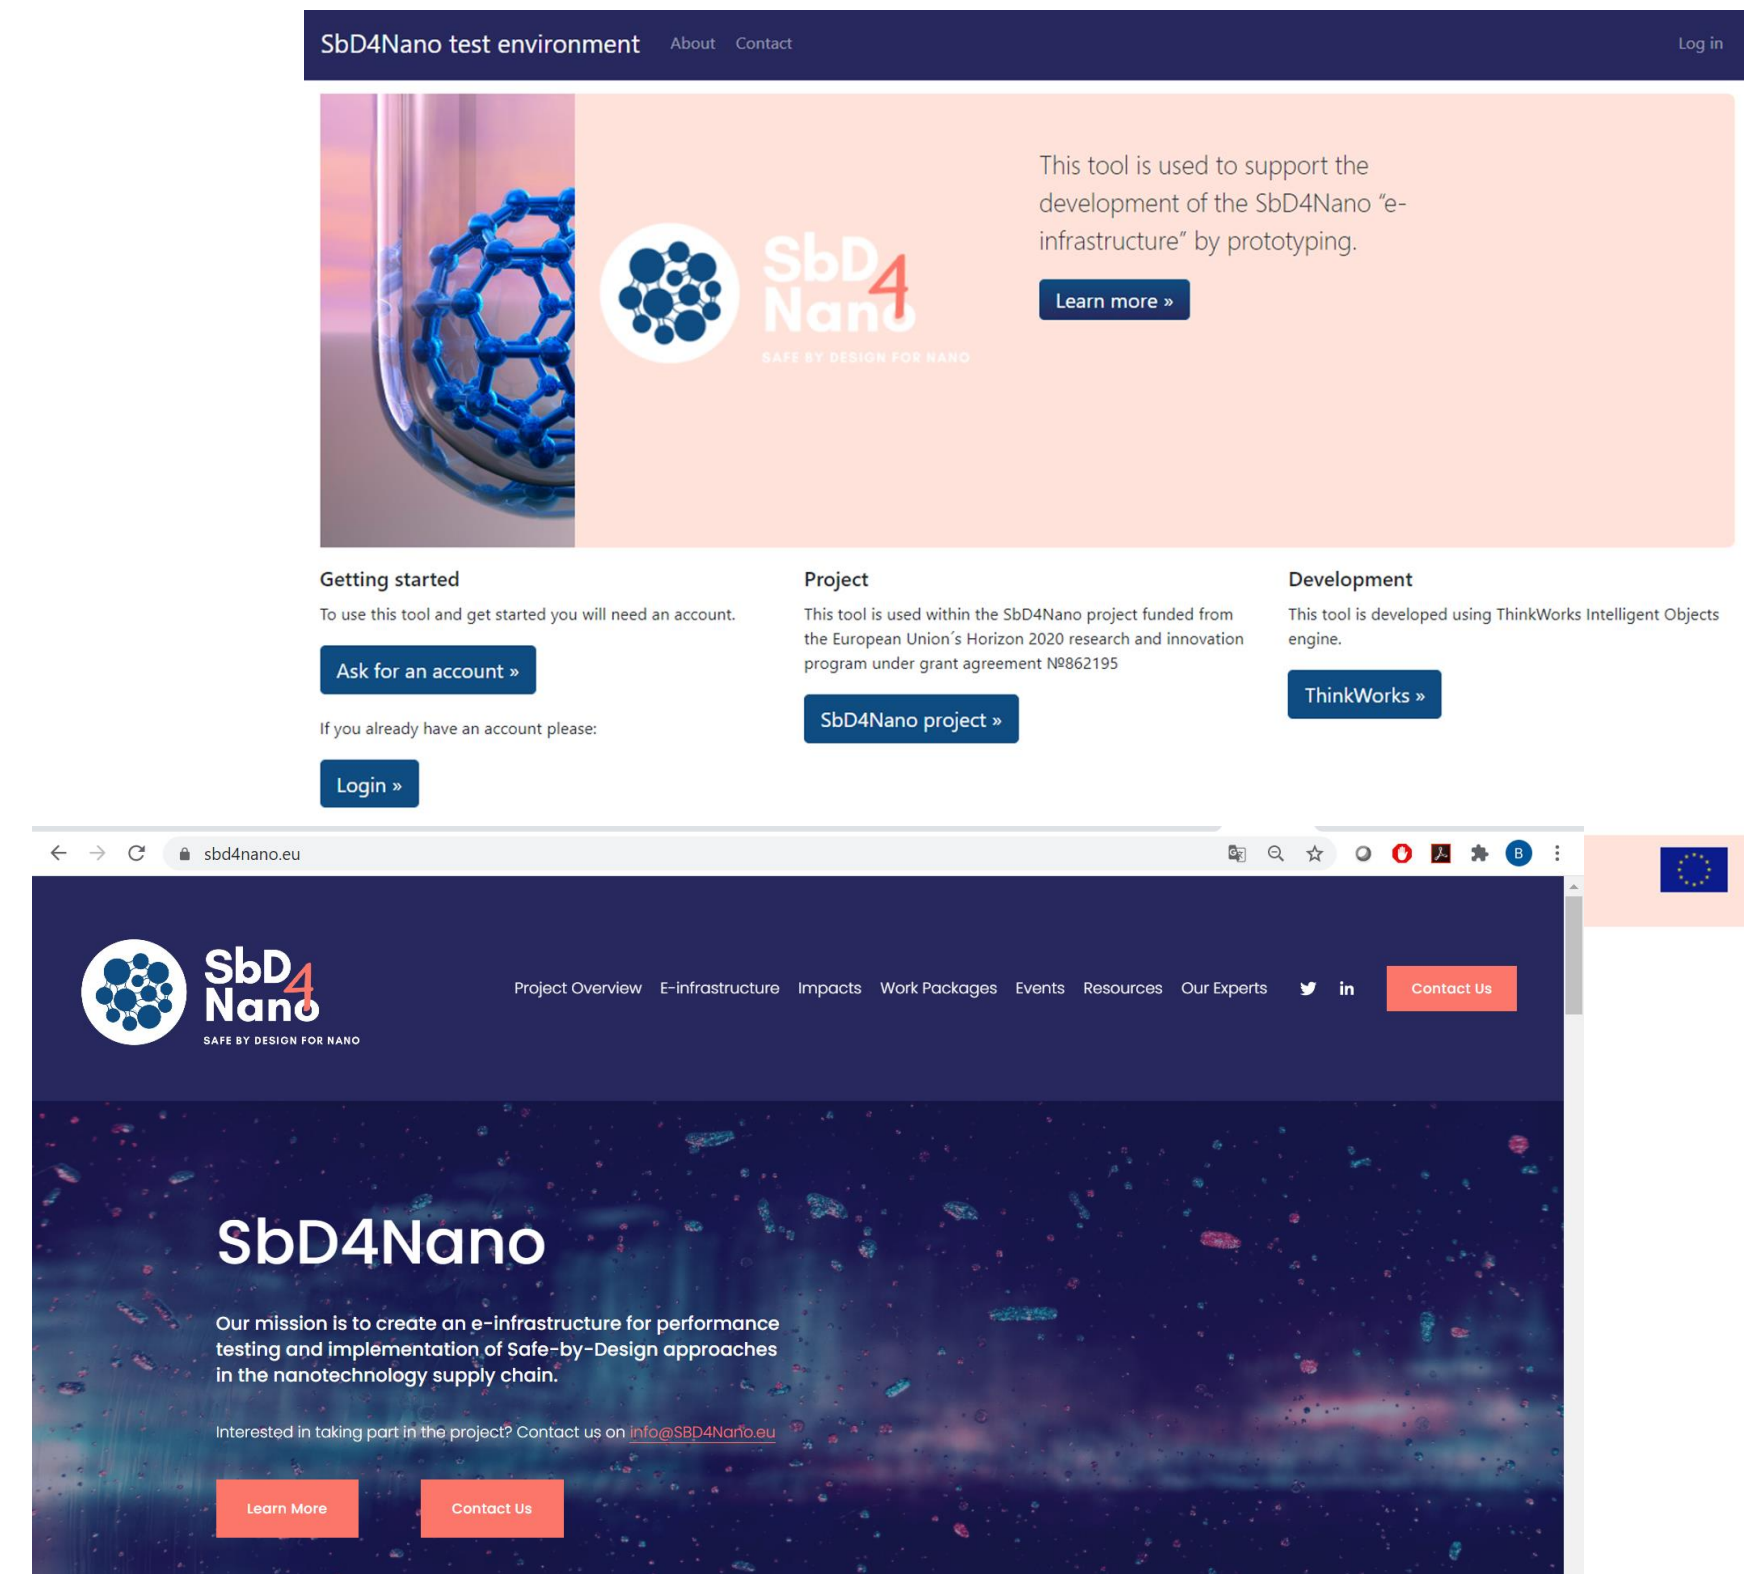 SbD4Nano test environment About Contact Log in
This tool is used to support the
development of the SbD4Nano “e-
infrastructure” by prototyping.
Learn more »
SbD4
Nano
SAFE BY DESIGN FOR NANO
Getting started
To use this tool and get started you will need an account.
Ask for an account »
If you already have an account please:
Login »
Project
This tool is used within the SbD4Nano project funded from
the European Union´s Horizon 2020 research and innovation
program under grant agreement №862195
SbD4Nano project »
Development
This tool is developed using ThinkWorks Intelligent Objects
engine.
ThinkWorks »
sbd4nano.eu
B
SbD4
Nano
SAFE BY DESIGN FOR NANO
Project Overview E-infrastructure Impacts Work Packages Events Resources Our Experts in Contact Us
SbD4Nano
Our mission is to create an e-infrastructure for performance
testing and implementation of Safe-by-Design approaches
in the nanotechnology supply chain.
Interested in taking part in the project? Contact us on info@SBD4Nano.eu
Learn More Contact Us